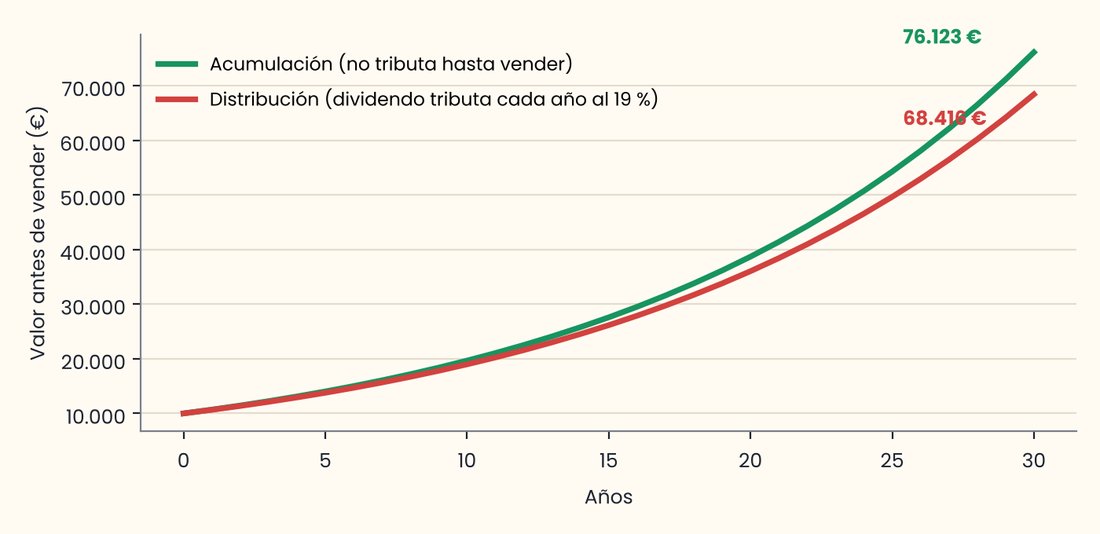 76.123 €
Acumulación (no tributa hasta vender)
Distribución (dividendo tributa cada año al 19 %)
68.416 €
Valor antes de vender (€)
70.000
60.000
50.000
40.000
30.000
20.000
10.000
0 5 10 15 20 25 30
Años